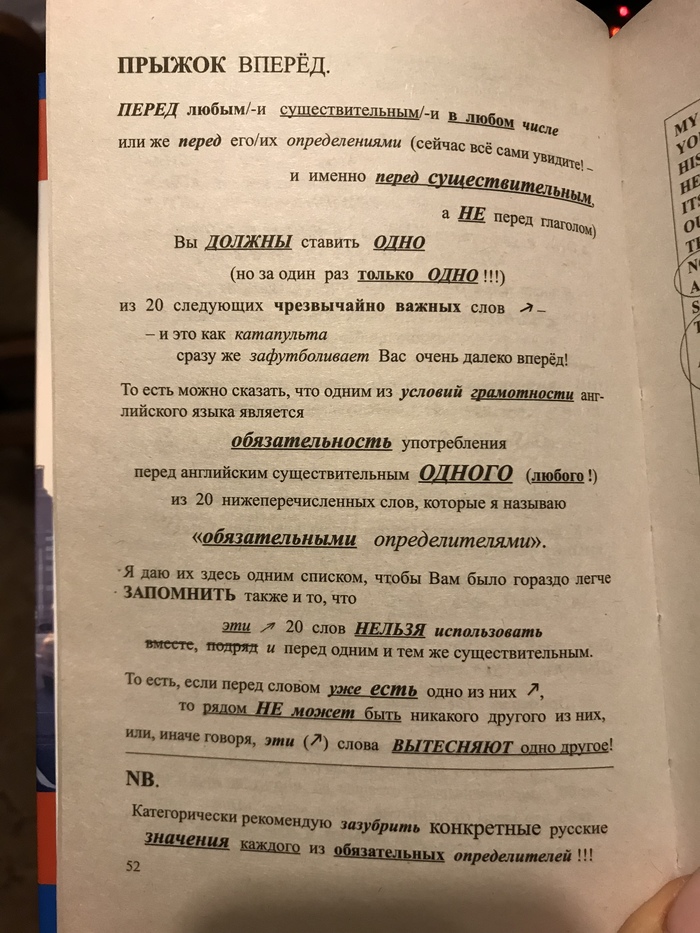 ПРЫЖОК ВПЕРЁД.
ПЕРЕД любым/-и существительным/-и в любом числе
или же перед его/их определениями (сейчас всё сами увидите! –
и именно перед существительным,
а НЕ перед глаголом)
Вы ДОЛЖНЫ ставить ОДНО
(но за один раз только ОДНО !!!)
из 20 следующих чрезвычайно важных слов ↗ –
– и это как катапульта
сразу же зафутболивает Вас очень далеко вперёд!
То есть можно сказать, что одним из условий грамотности анг-
лийского языка является
обязательность употребления
перед английским существительным ОДНОГО (любого !)
из 20 нижеперечисленных слов, которые я называю
«обязательными определителями».
Я даю их здесь одним списком, чтобы Вам было гораздо легче
ЗАПОМНИТЬ также и то, что
эти ↗ 20 слов НЕЛЬЗЯ использовать
вместе, подряд и перед одним и тем же существительным.
То есть, если перед словом уже есть одно из них ↗,
то рядом НЕ может быть никакого другого из них,
или, иначе говоря, эти (↗) слова ВЫТЕСНЯЮТ одно другое!
NB.
Категорически рекомендую зазубрить конкретные русские
значения каждого из обязательных определителей !!!
52
MY
HIS